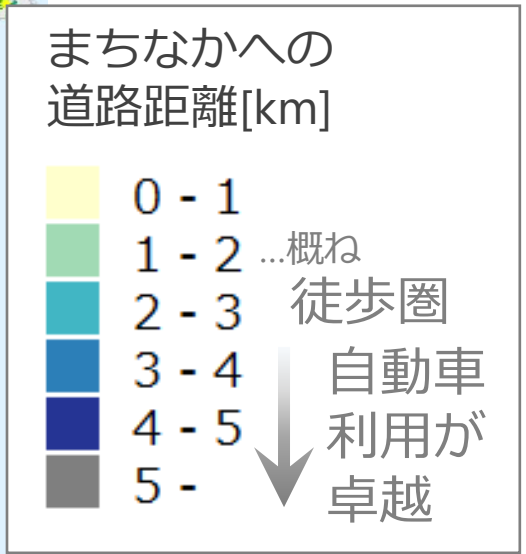 まちなかへの
道路距離[km]
0 - 1
1 - 2 …概ね
徒歩圏
2 - 3
3 - 4
4 - 5
5 -
自動車
利用が
卓越